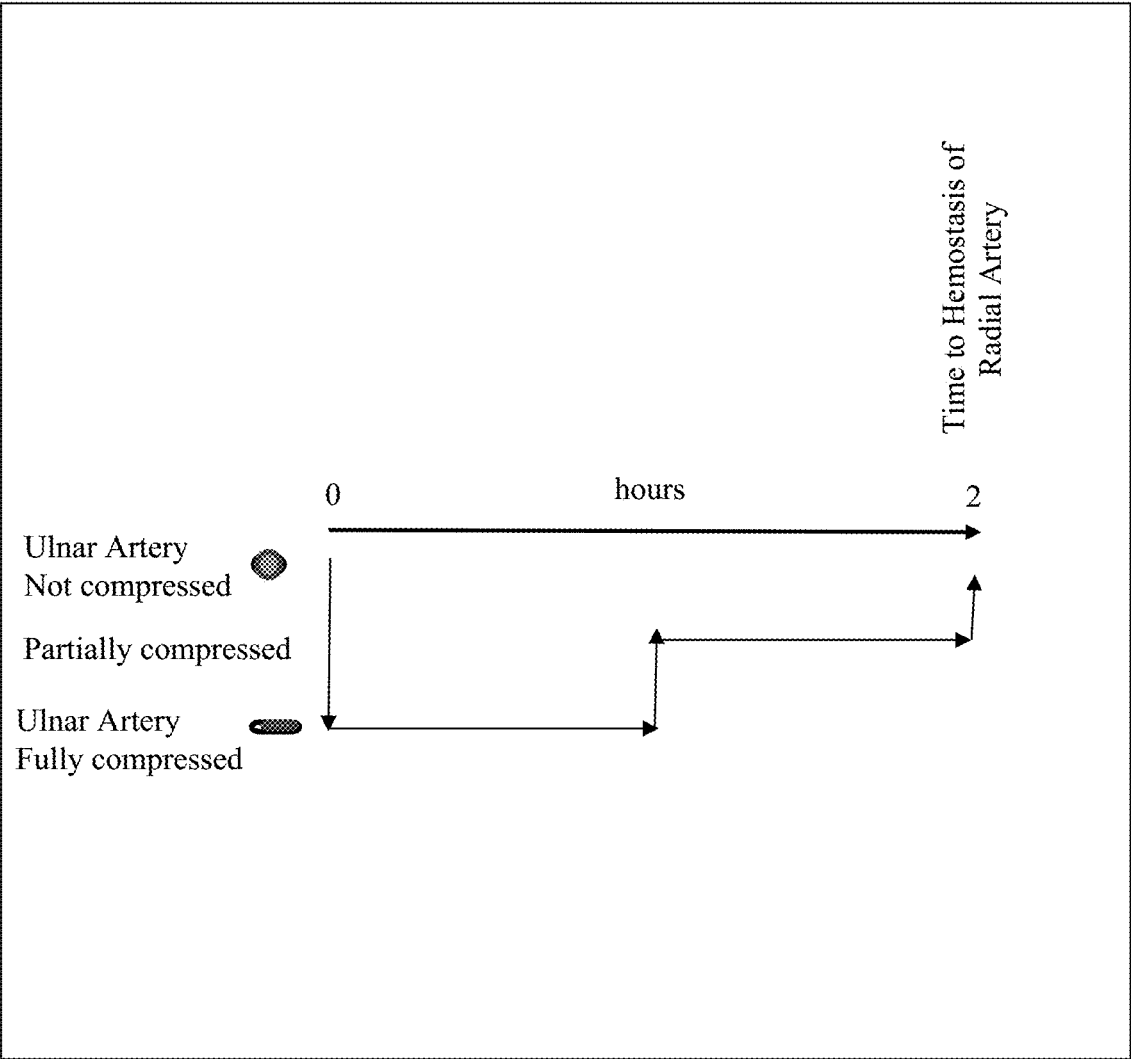 Time to Hemostasis of
Radial Artery
0
hours
2
Ulnar Artery
Not compressed
Partially compressed
Ulnar Artery
Fully compressed